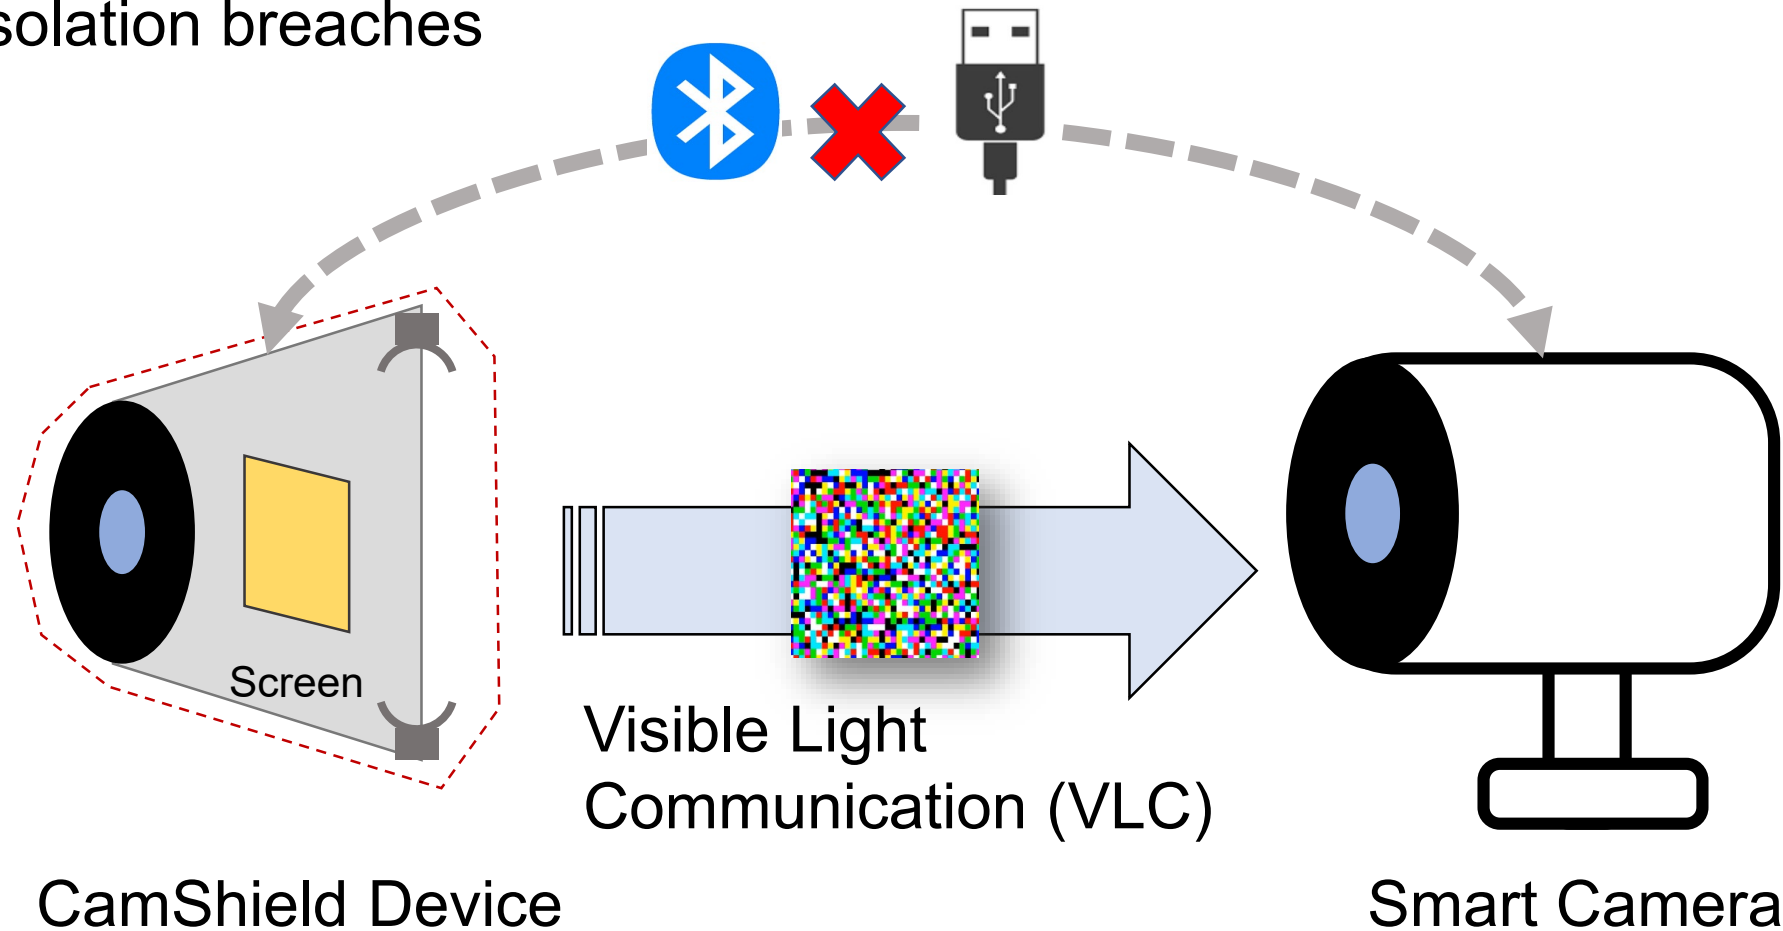 solation breaches
Screen
Visible Light
Communication (VLC)
CamShield Device
Smart Camera